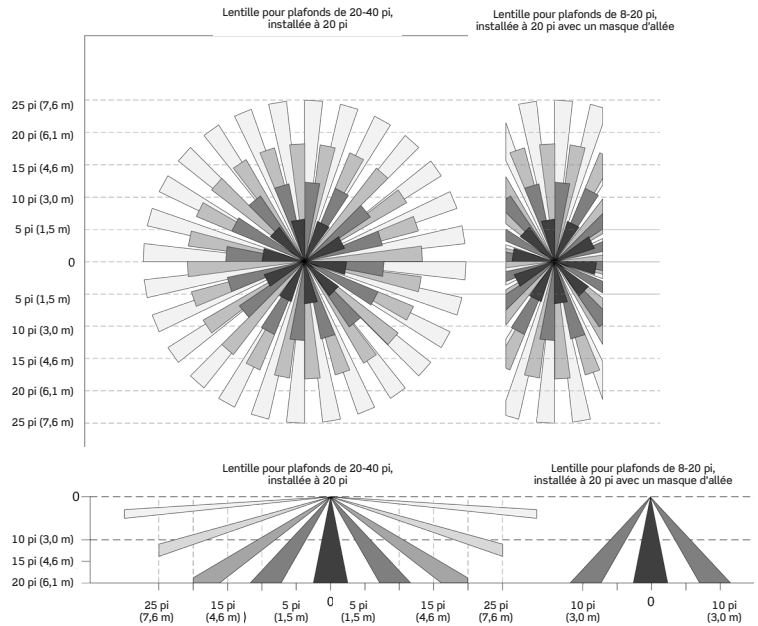 Lentille pour plafonds de 20-40 pi,
installée à 20 pi
Lentille pour plafonds de 8-20 pi,
installée à 20 pi avec un masque d'allée
25 pi (7,6 m)
20 pi (6,1 m)
15 pi (4,6 m)
10 pi (3,0 m)
5 pi (1,5 m)
0
5 pi (1,5 m)
10 pi (3,0 m)
15 pi (4,6 m)
20 pi (6,1 m)
25 pi (7,6 m)
Lentille pour plafonds de 20-40 pi,
installée à 20 pi
Lentille pour plafonds de 8-20 pi,
installée à 20 pi avec un masque d'allée
0
10 pi (3,0 m)
15 pi (4,6 m)
20 pi (6,1 m)
25 pi
(7,6 m)
15 pi
(4,6 m) )
5 pi
(1,5 m)
0
5 pi
(1,5 m)
15 pi
(4,6 m)
25 pi
(7,6 m)
10 pi
(3,0 m)
0
10 pi
(3,0 m)